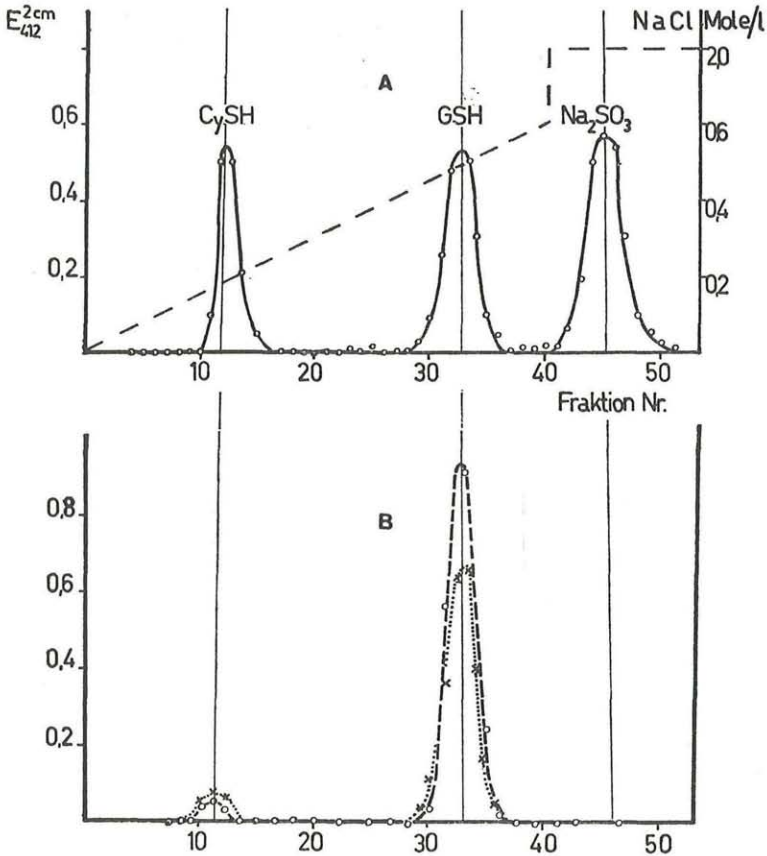 E 2cm 412
NaCl Mole/l
A
2,0
CySH GSH Na₂SO₃
0,6 0,6
0,4 0,4
0,2 0,2
10 20 30 40 50
Fraktion Nr.
B
0,8
0,6
0,4
0,2
10 20 30 40 50